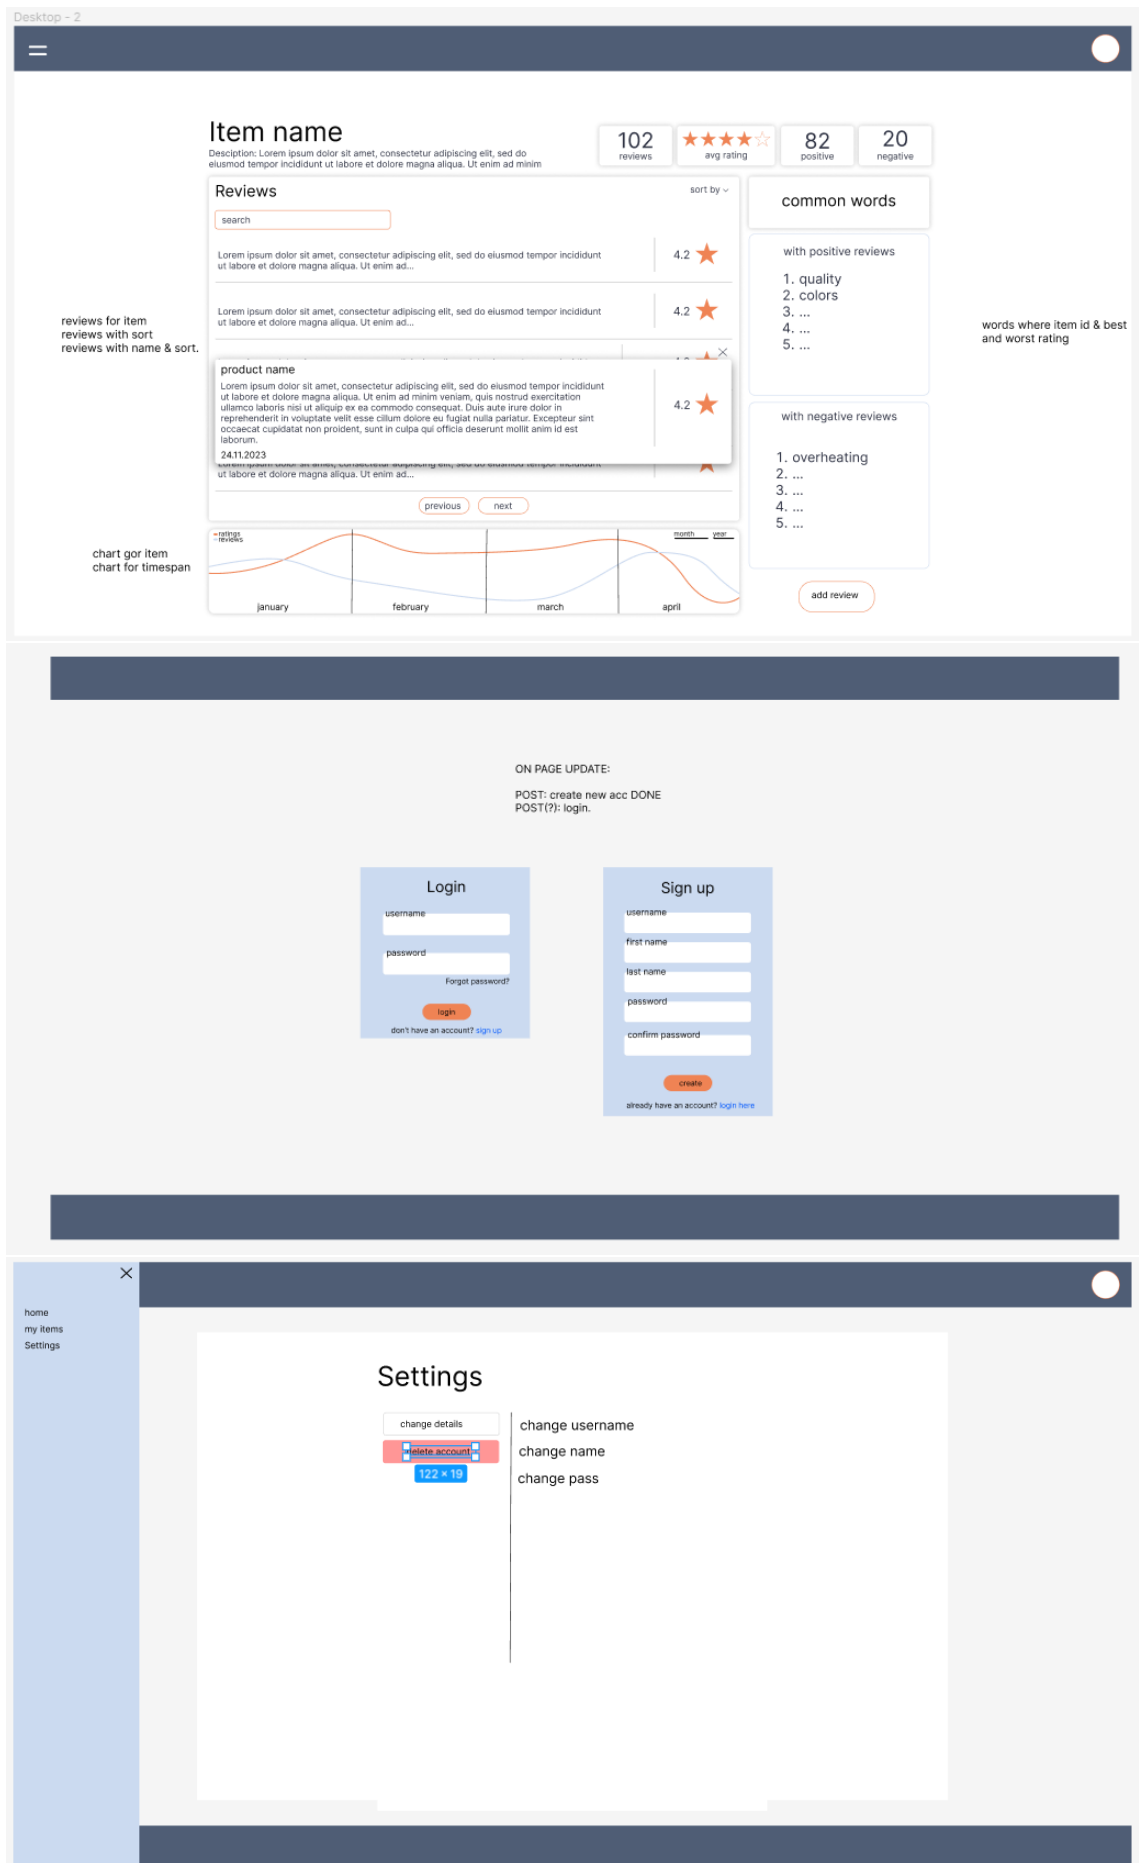 Desktop - 2
Item name
Desciption: Lorem ipsum dolor sit amet, consectetur adipiscing elit, sed do
eiusmod tempor incididunt ut labore et dolore magna aliqua. Ut enim ad minim
102
reviews
avg rating
82
positive
20
negative
Reviews
sort by
search
Lorem ipsum dolor sit amet, consectetur adipiscing elit, sed do eiusmod tempor incididunt
ut labore et dolore magna aliqua. Ut enim ad...
4.2
Lorem ipsum dolor sit amet, consectetur adipiscing elit, sed do eiusmod tempor incididunt
ut labore et dolore magna aliqua. Ut enim ad...
4.2
product name
Lorem ipsum dolor sit amet, consectetur adipiscing elit, sed do eiusmod tempor incididunt
ut labore et dolore magna aliqua. Ut enim ad minim veniam, quis nostrud exercitation
ullamco laboris nisi ut aliquip ex ea commodo consequat. Duis aute irure dolor in
reprehenderit in voluptate velit esse cillum dolore eu fugiat nulla pariatur. Excepteur sint
occaecat cupidatat non proident, sunt in culpa qui officia deserunt mollit anim id est
laborum.
24.11.2023
4.2
Lorem ipsum dolor sit amet, consectetur adipiscing elit, sed do eiusmod tempor incididunt
ut labore et dolore magna aliqua. Ut enim ad...
previous
next
common words
with positive reviews
1. quality
2. colors
3. ...
4. ...
5. ...
with negative reviews
1. overheating
2. ...
3. ...
4. ...
5. ...
add review
reviews for item
reviews with sort
reviews with name & sort.
words where item id & best
and worst rating
chart gor item
chart for timespan
ratings
reviews
month
year
january
february
march
april
ON PAGE UPDATE:
POST: create new acc DONE
POST(?): login.
Login
username
password
Forgot password?
login
don't have an account? sign up
Sign up
username
first name
last name
password
confirm password
create
already have an account? login here
home
my items
Settings
Settings
change details
delete account
122 × 19
change username
change name
change pass